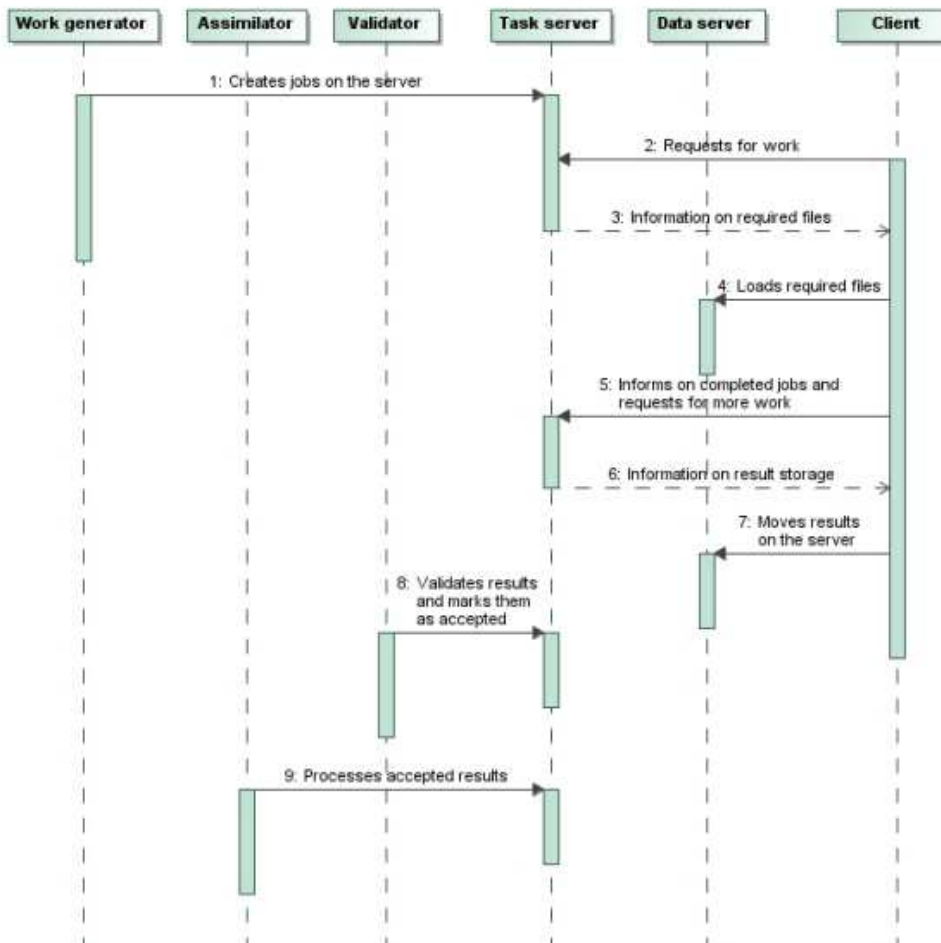 Work generator
Assimilator
Validator
Task server
Data server
Client
1: Creates jobs on the server
2: Requests for work
3: Information on required files
4: Loads required files
5: Informs on completed jobs and
requests for more work
6: Information on result storage
7: Moves results
on the server
8: Validates results
and marks them
as accepted
9: Processes accepted results